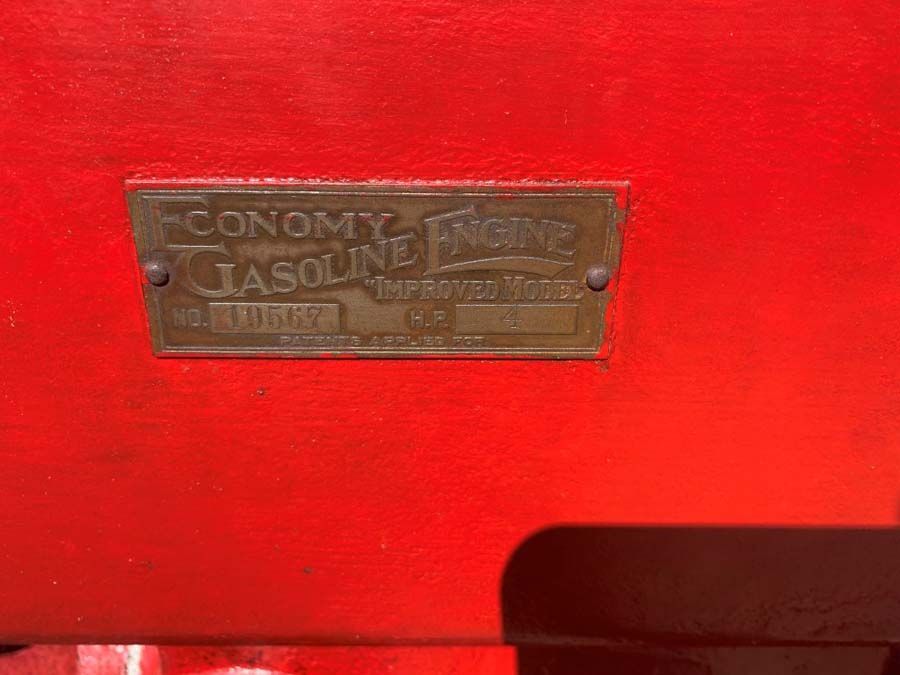 ECONOMY
GASOLINE ENGINE
"IMPROVED MODEL"
NO. 19567 H.P. 4
PATENTS APPLIED FOR